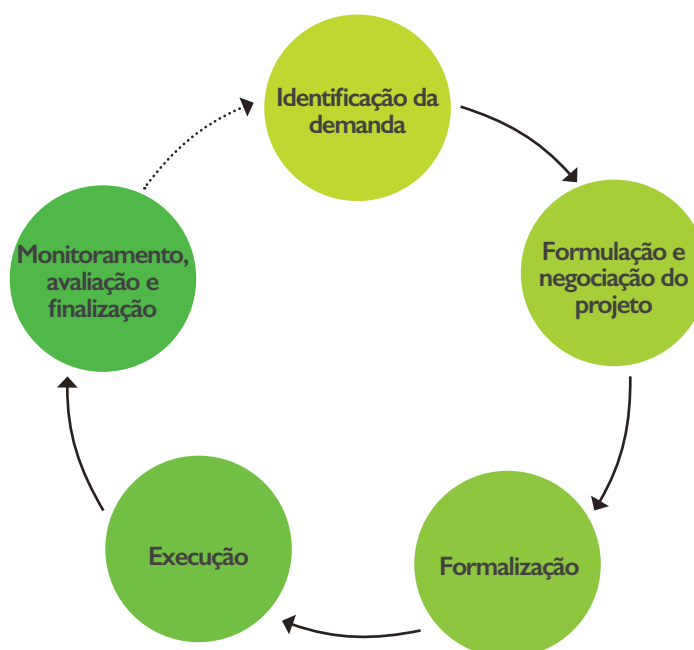 Identificação da
demanda
Formulação e
negociação do
projeto
Formalização
Execução
Monitoramento,
avaliação e
finalização